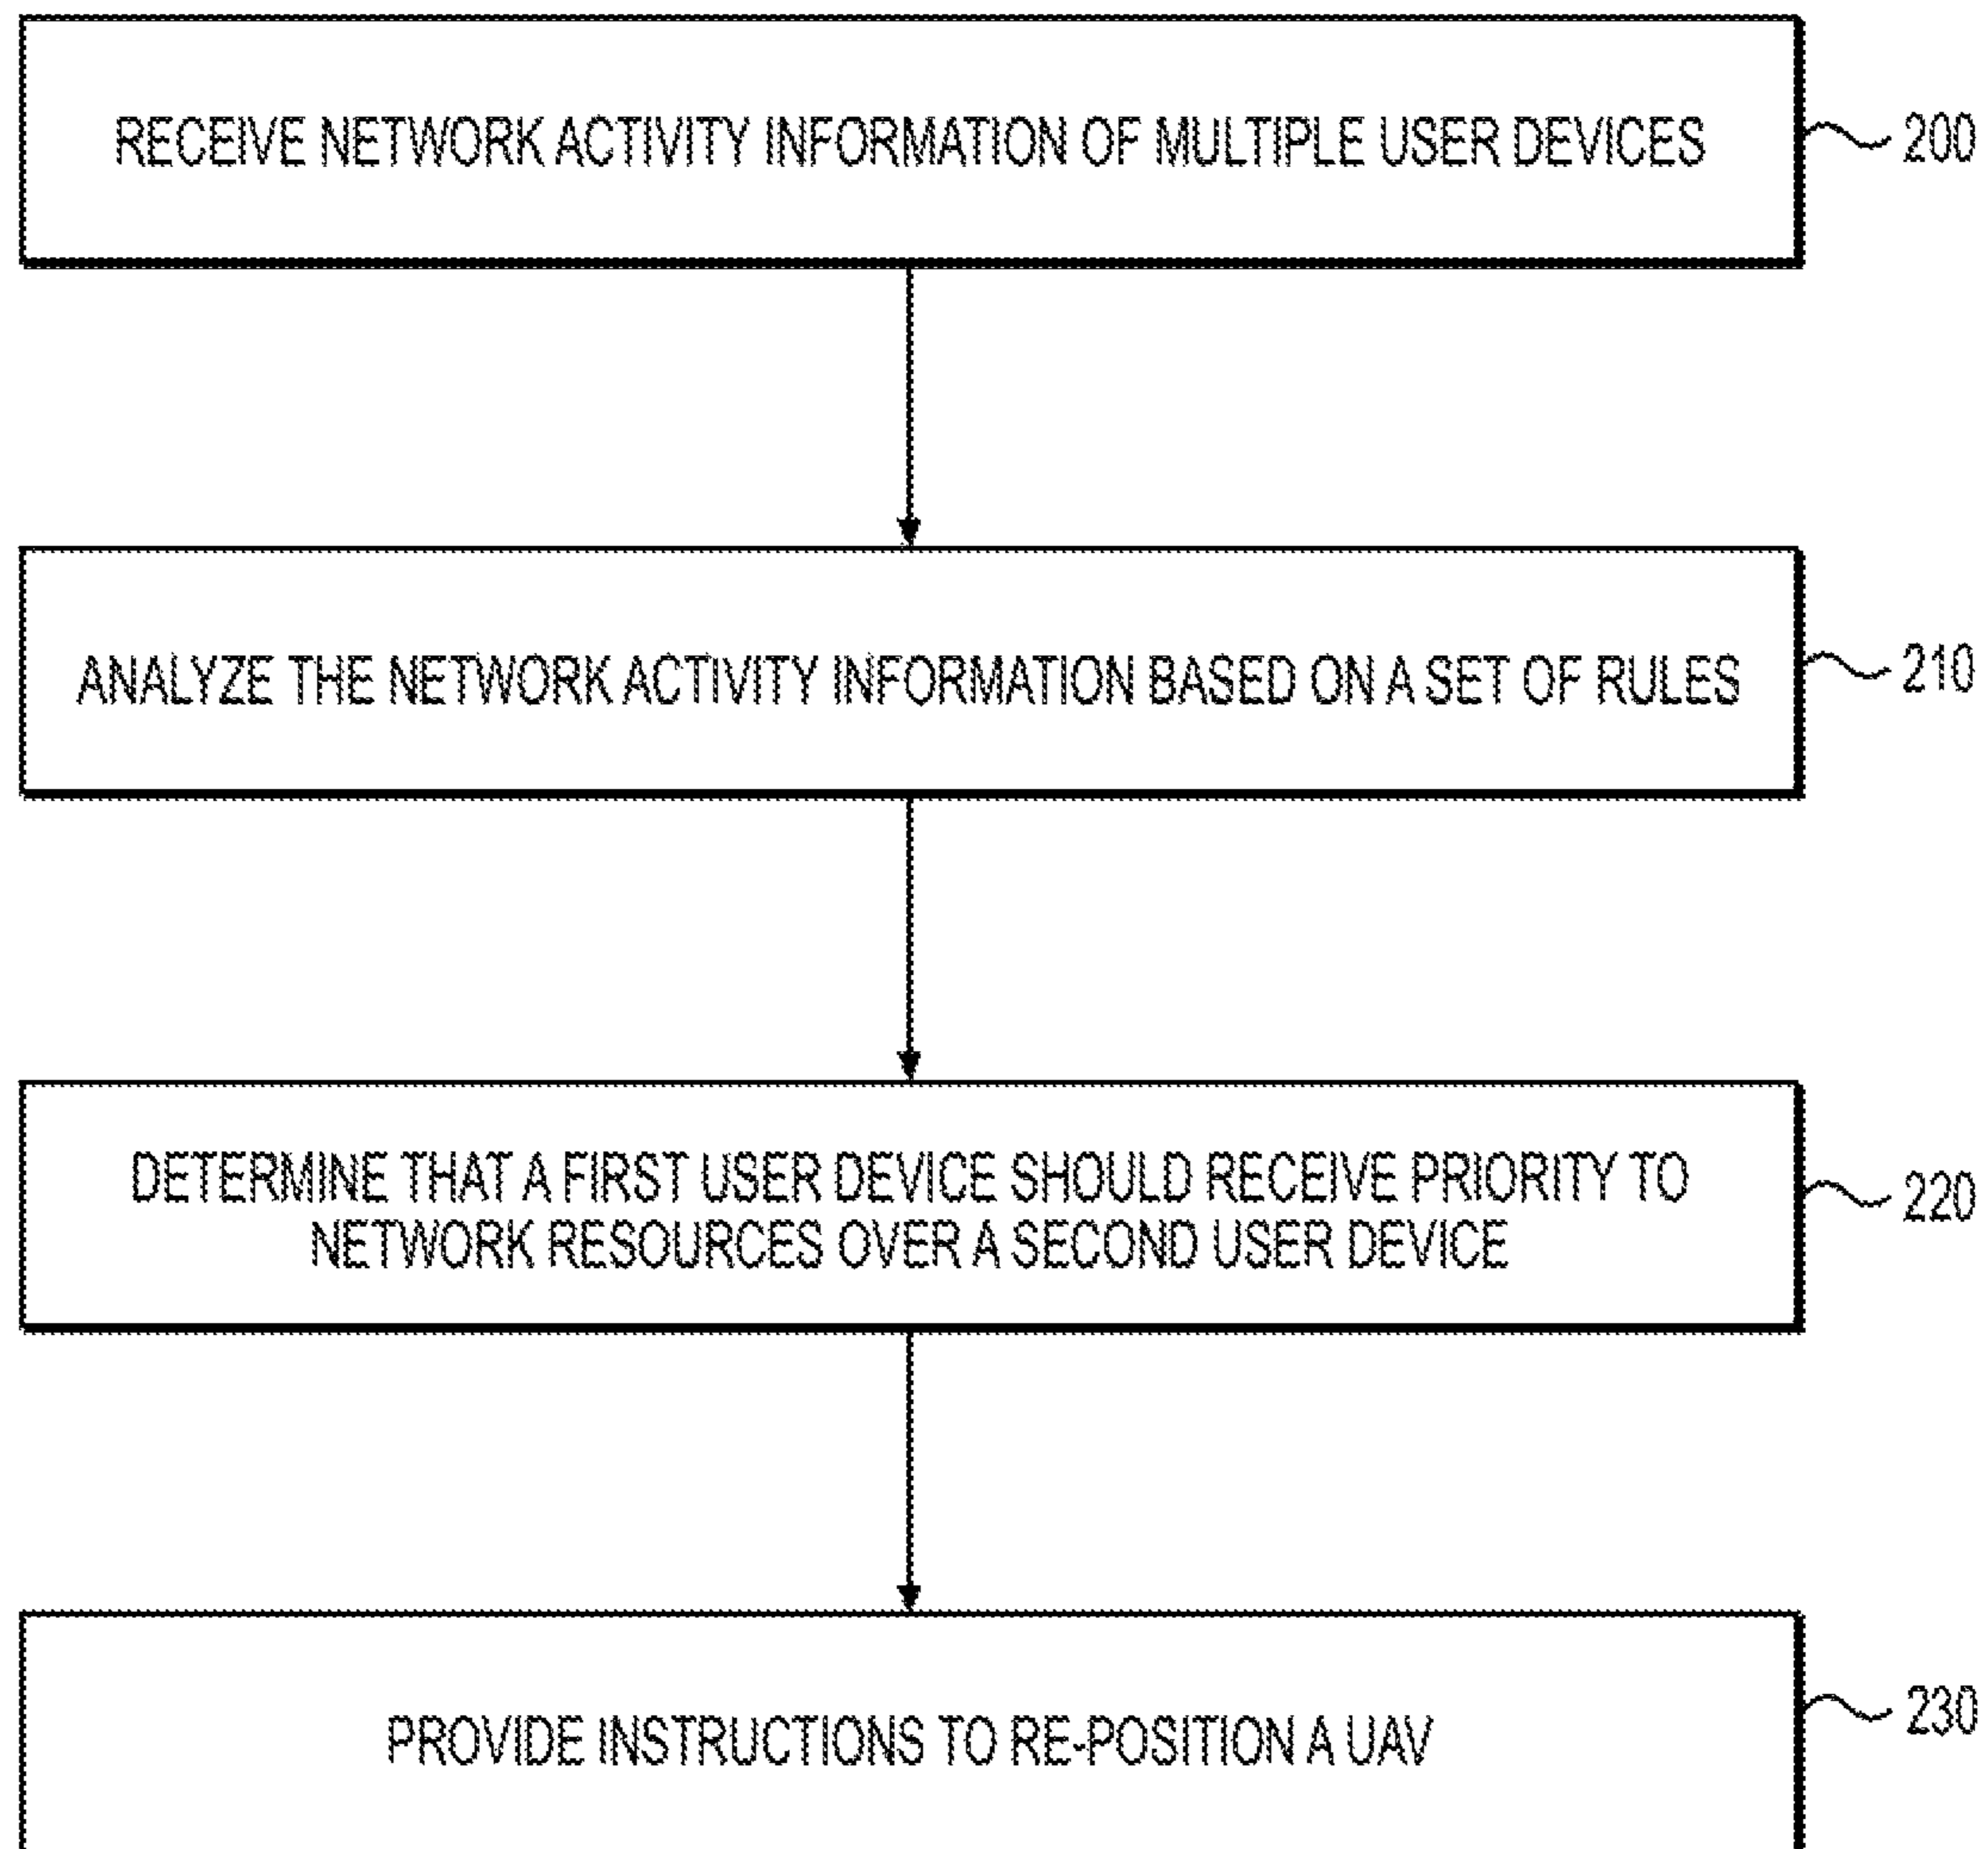 RECEIVE NETWORK ACTIVITY INFORMATION OF MULTIPLE USER DEVICES
200
ANALYZE THE NETWORK ACTIVITY INFORMATION BASED ON A SET OF RULES
210
DETERMINE THAT A FIRST USER DEVICE SHOULD RECEIVE PRIORITY TO
NETWORK RESOURCES OVER A SECOND USER DEVICE
220
PROVIDE INSTRUCTIONS TO RE-POSITION A UAV
230